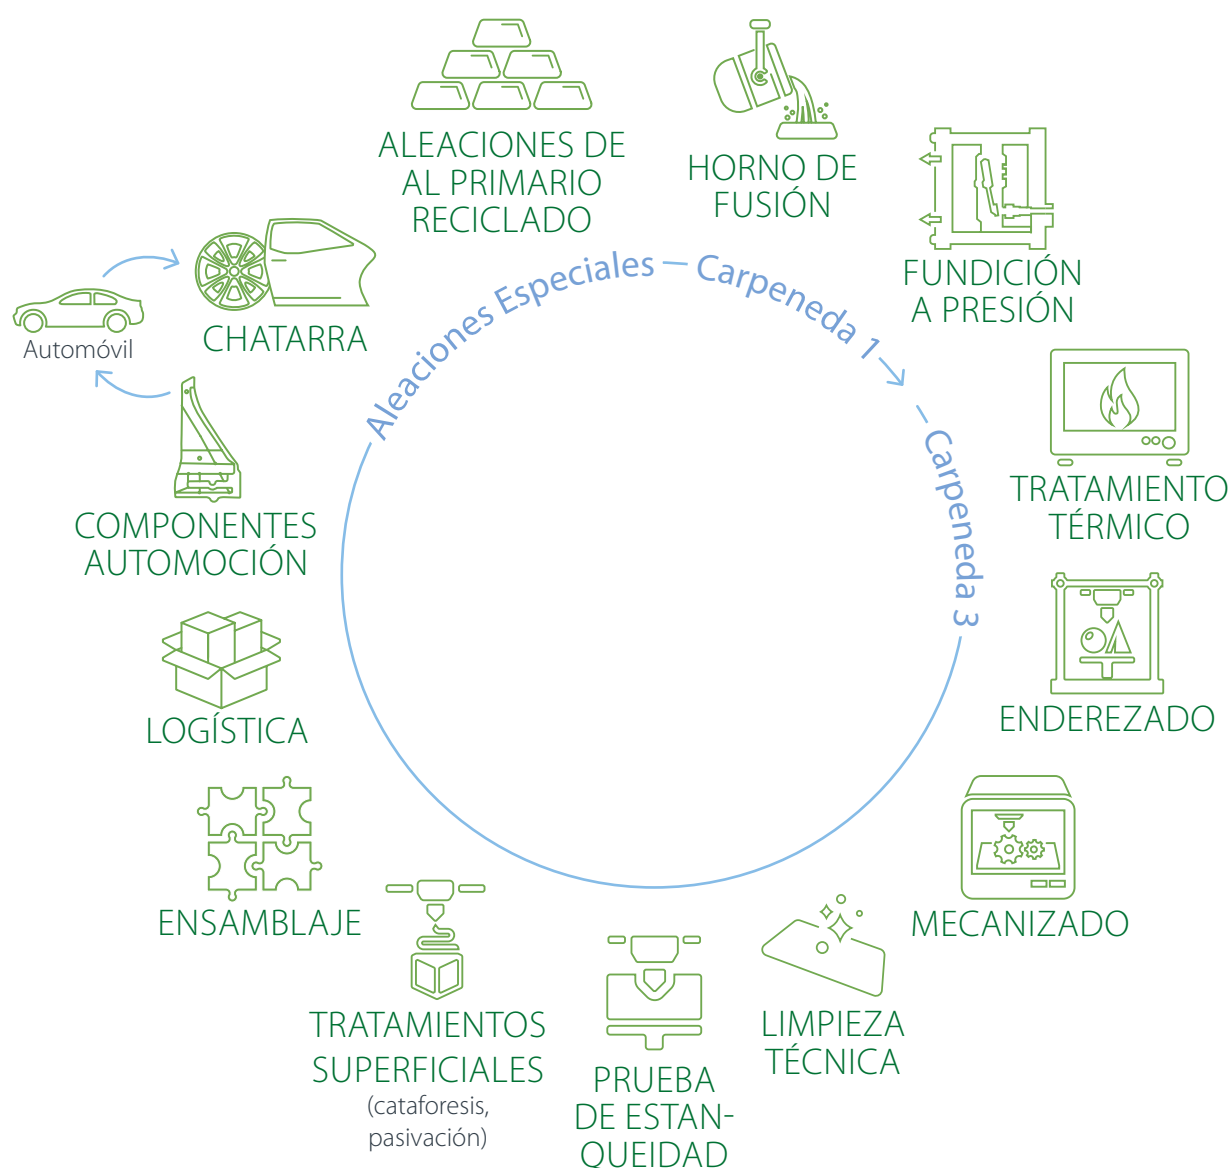 ALEACIONES DE
AL PRIMARIO
RECICLADO
HORNO DE
FUSIÓN
FUNDICIÓN
A PRESIÓN
TRATAMIENTO
TÉRMICO
ENDEREZADO
MECANIZADO
LIMPIEZA
TÉCNICA
PRUEBA
DE ESTAN-
QUEIDAD
TRATAMIENTOS
SUPERFICIALES
(cataforesis,
pasivación)
ENSAMBLAJE
LOGÍSTICA
COMPONENTES
AUTOMOCIÓN
Automóvil
CHATARRA
Aleaciones Especiales
Carpeneda 1
Carpeneda 3